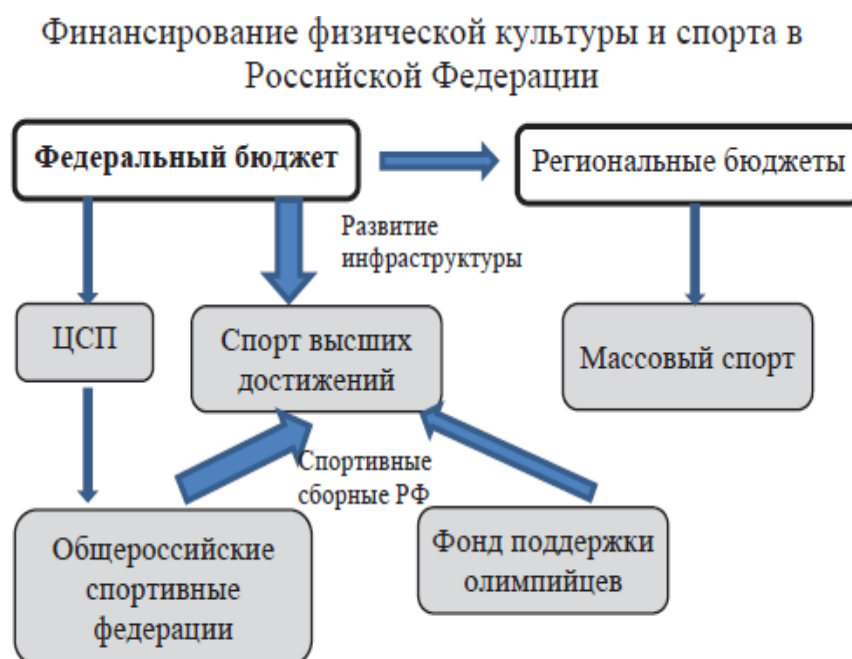 Финансирование физической культуры и спорта в
Российской Федерации
Федеральный бюджет
Региональные бюджеты
Развитие
инфраструктуры
ЦСП
Спорт высших
достижений
Массовый спорт
Спортивные
сборные РФ
Общероссийские
спортивные
федерации
Фонд поддержки
олимпийцев